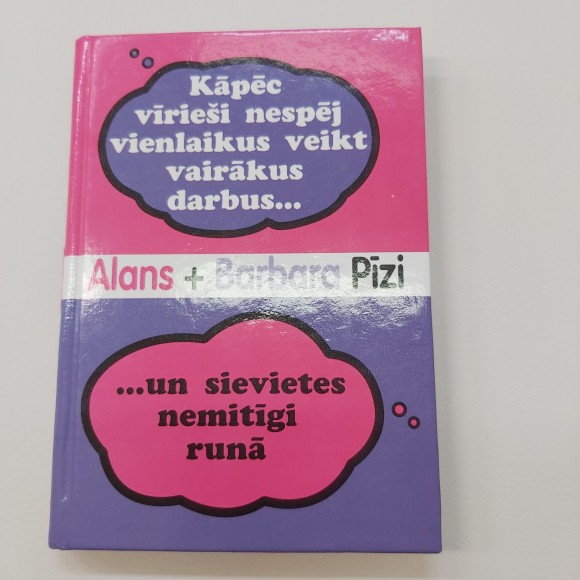 Kāpēc
vīrieši nespēj
vienlaikus veikt
vairākus
darbus...
Alans + Barbara Pīzi
...un sievietes
nemitīgi
runā